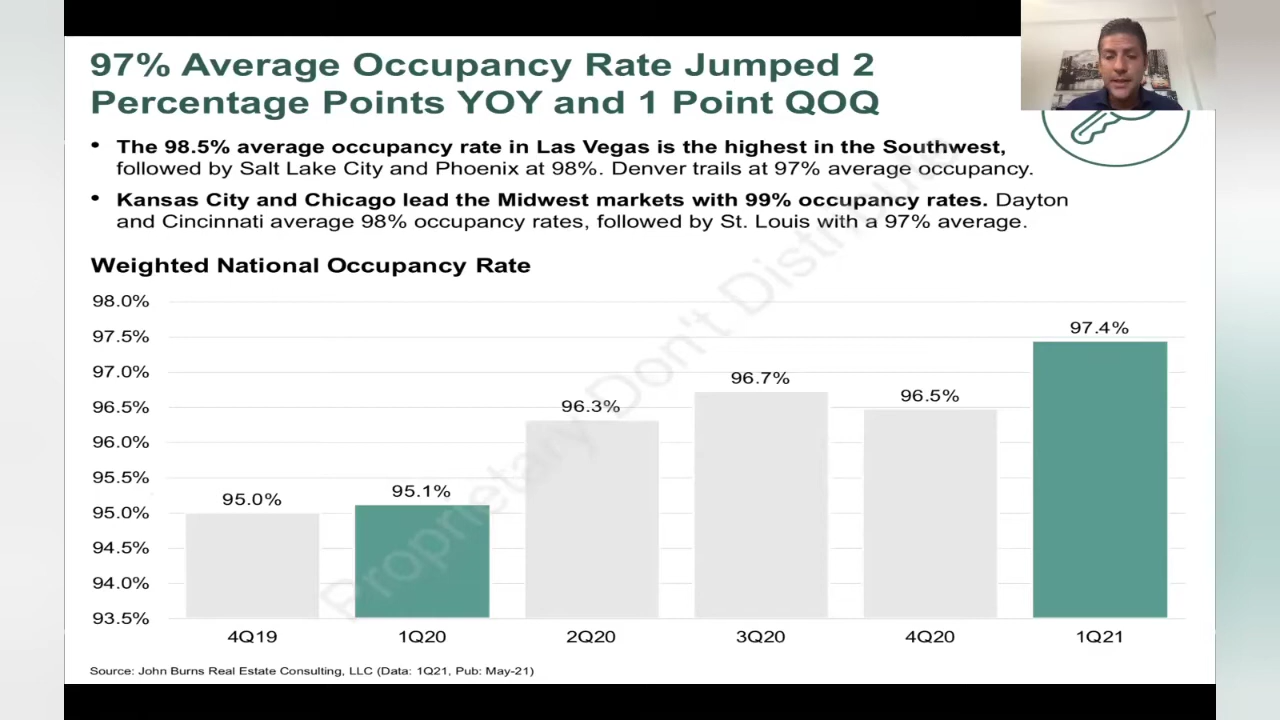 97% Average Occupancy Rate Jumped 2
Percentage Points YOY and 1 Point QOQ
• The 98.5% average occupancy rate in Las Vegas is the highest in the Southwest,
followed by Salt Lake City and Phoenix at 98%. Denver trails at 97% average occupancy.
• Kansas City and Chicago lead the Midwest markets with 99% occupancy rates. Dayton
and Cincinnati average 98% occupancy rates, followed by St. Louis with a 97% average.
Weighted National Occupancy Rate
98.0%
97.5%
97.0%
96.5%
96.0%
95.5%
95.0%
94.5%
94.0%
93.5%
95.0%
95.1%
96.3%
96.7%
96.5%
97.4%
4Q19 1Q20 2Q20 3Q20 4Q20 1Q21
Proprietary Don't Distribute
Source: John Burns Real Estate Consulting, LLC (Data: 1Q21, Pub: May-21)